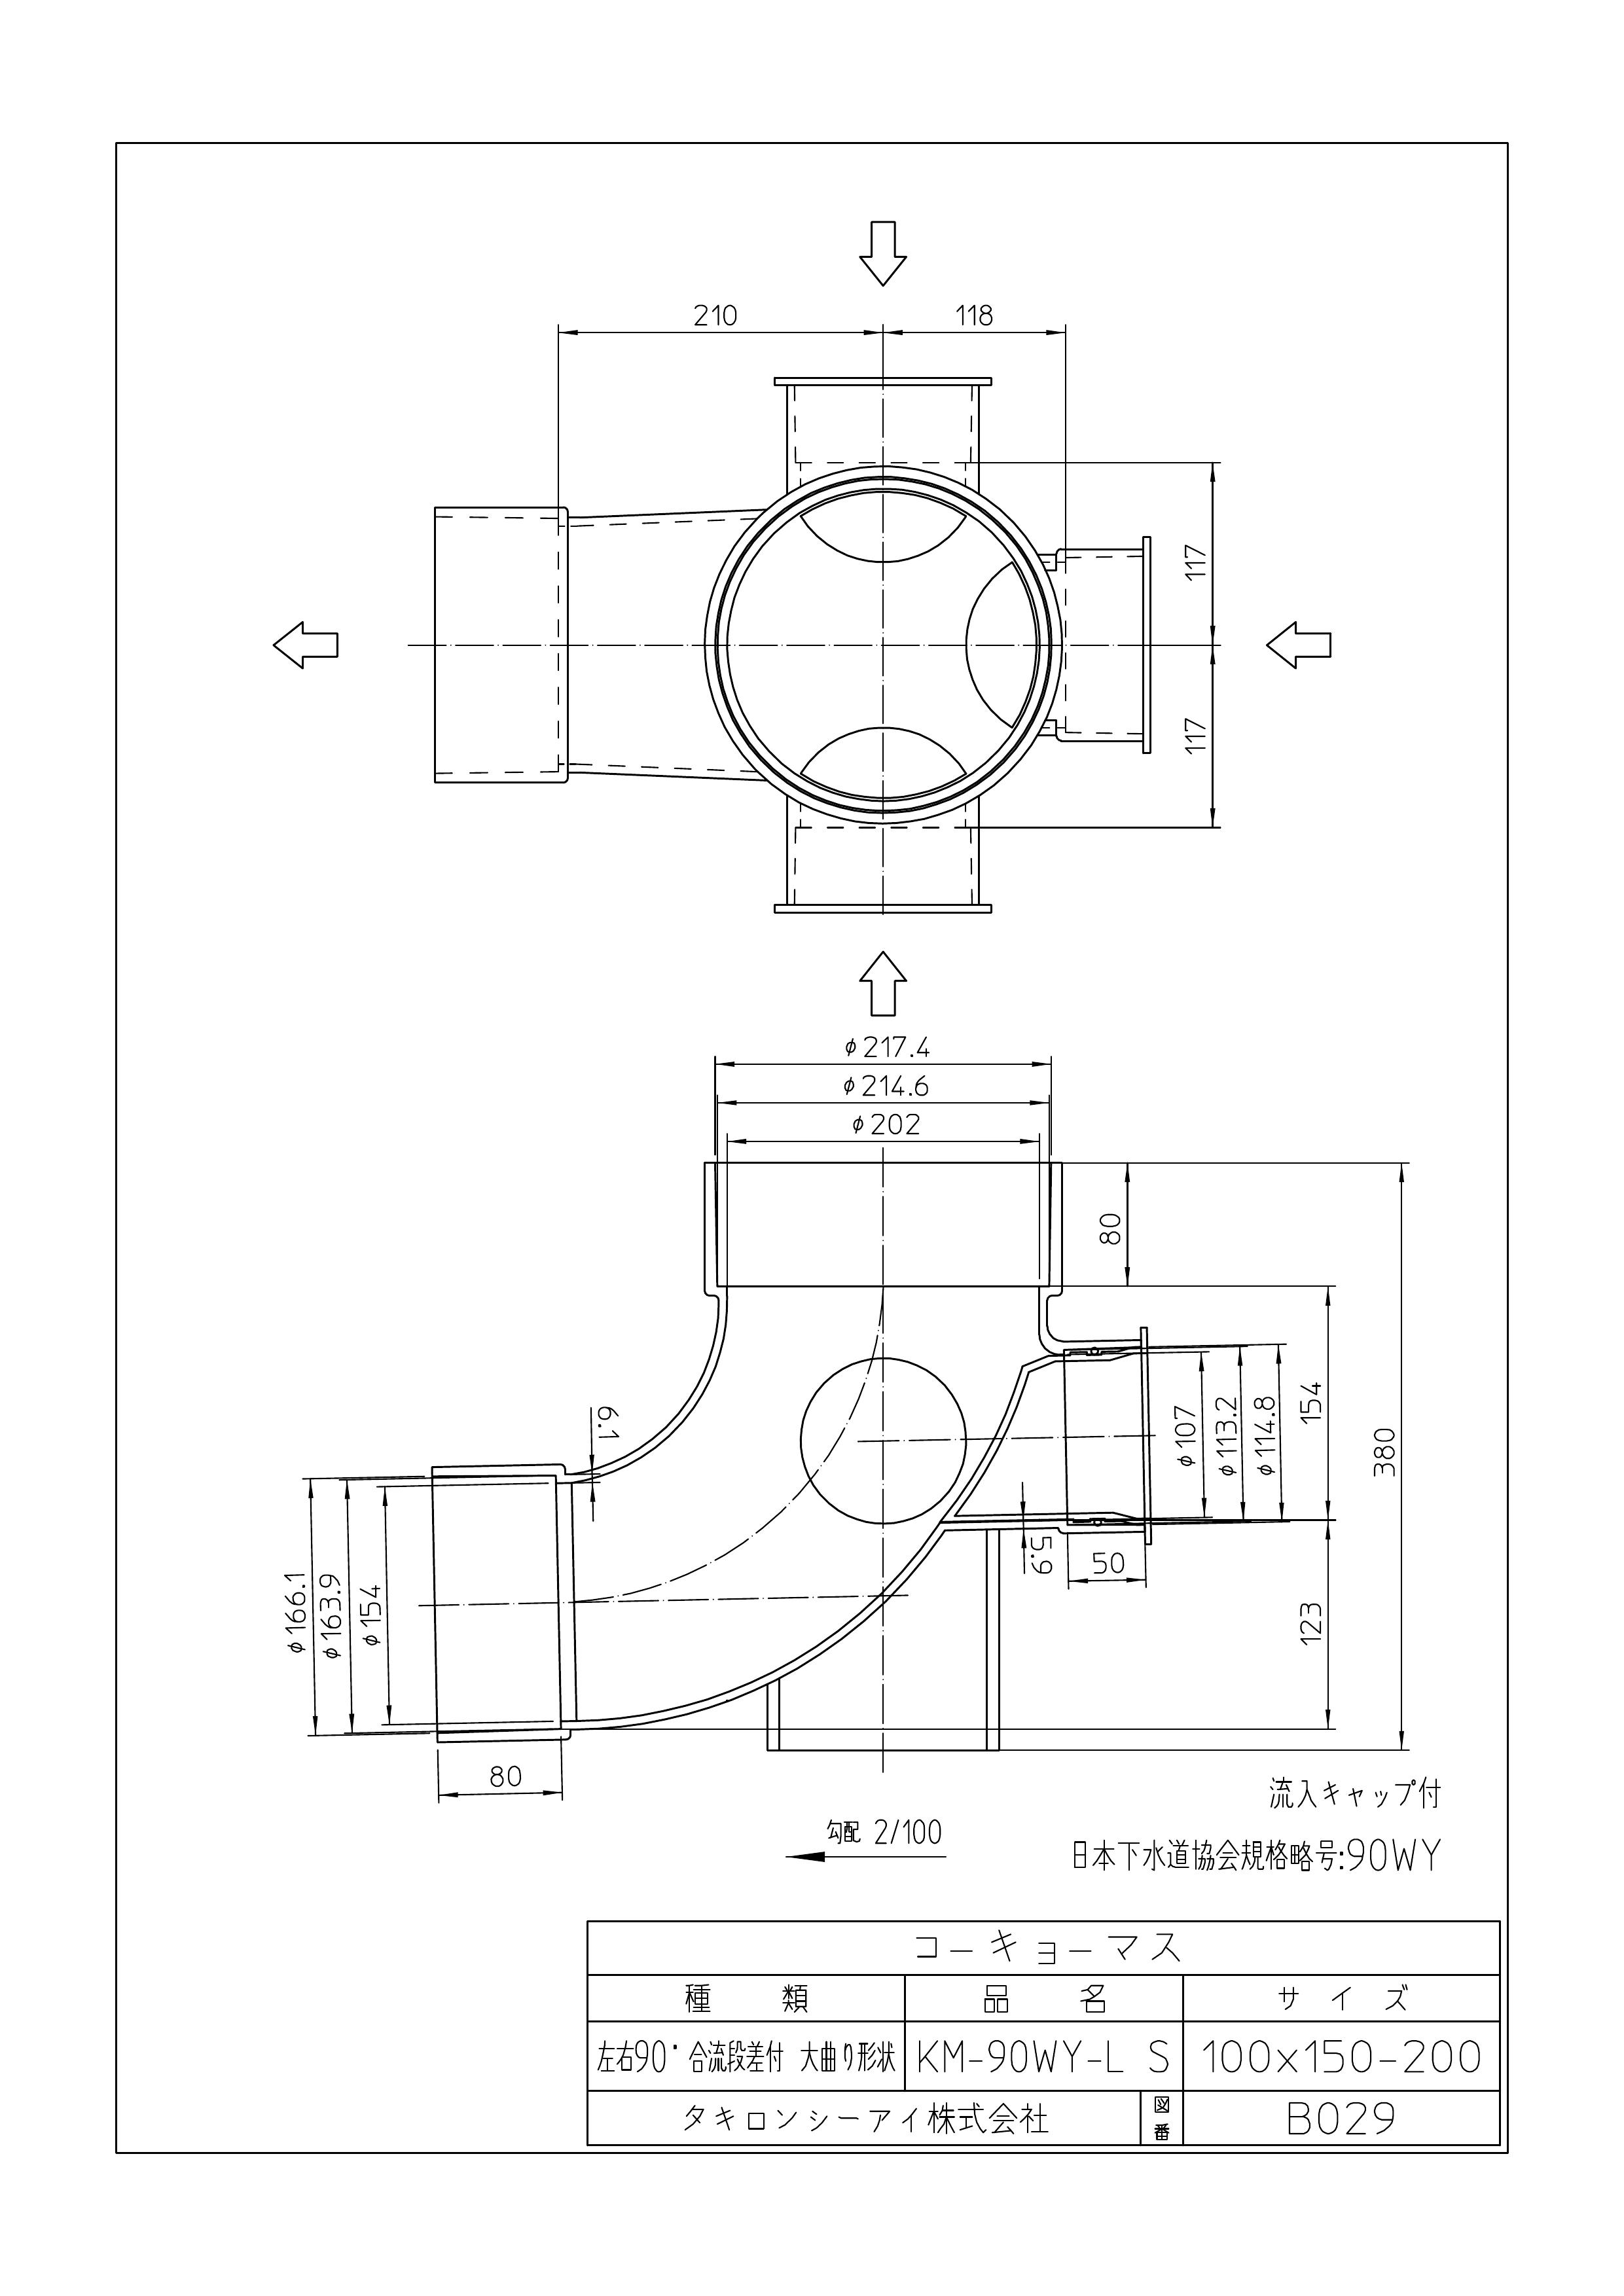 210
118
117
117
φ217.4
φ214.6
φ202
80
154
380
6.1
φ107
φ113.2
φ114.8
5.9
50
123
φ166.1
φ163.9
φ154
80
勾配 2/100
流入キャップ付
日本下水道協会規格略号:90WY
コーキョーマス
種 類 品 名 サ イ ズ
左右90°合流段差付 大曲り形状 KM-90WY-L S 100x150-200
タキロンシーアイ株式会社 図番 B029